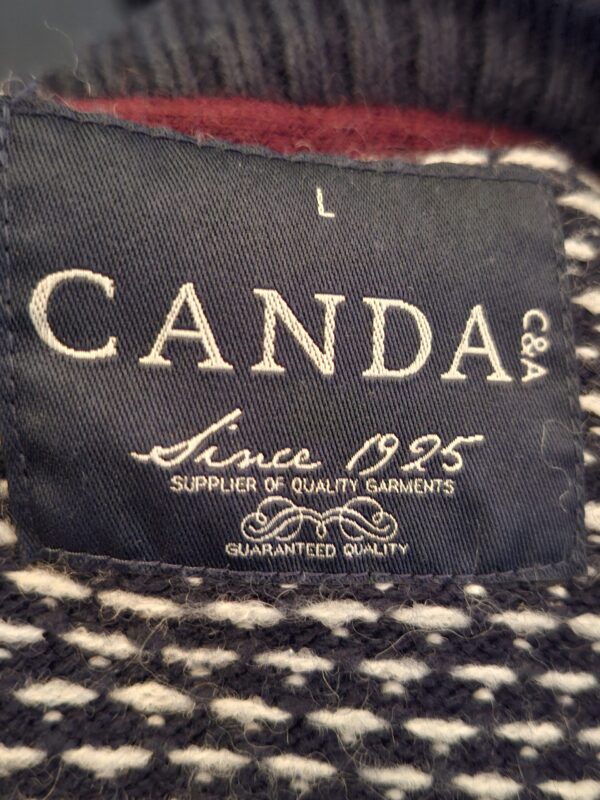 L
CANDA
C&A
Since 1925
SUPPLIER OF QUALITY GARMENTS
GUARANTEED QUALITY